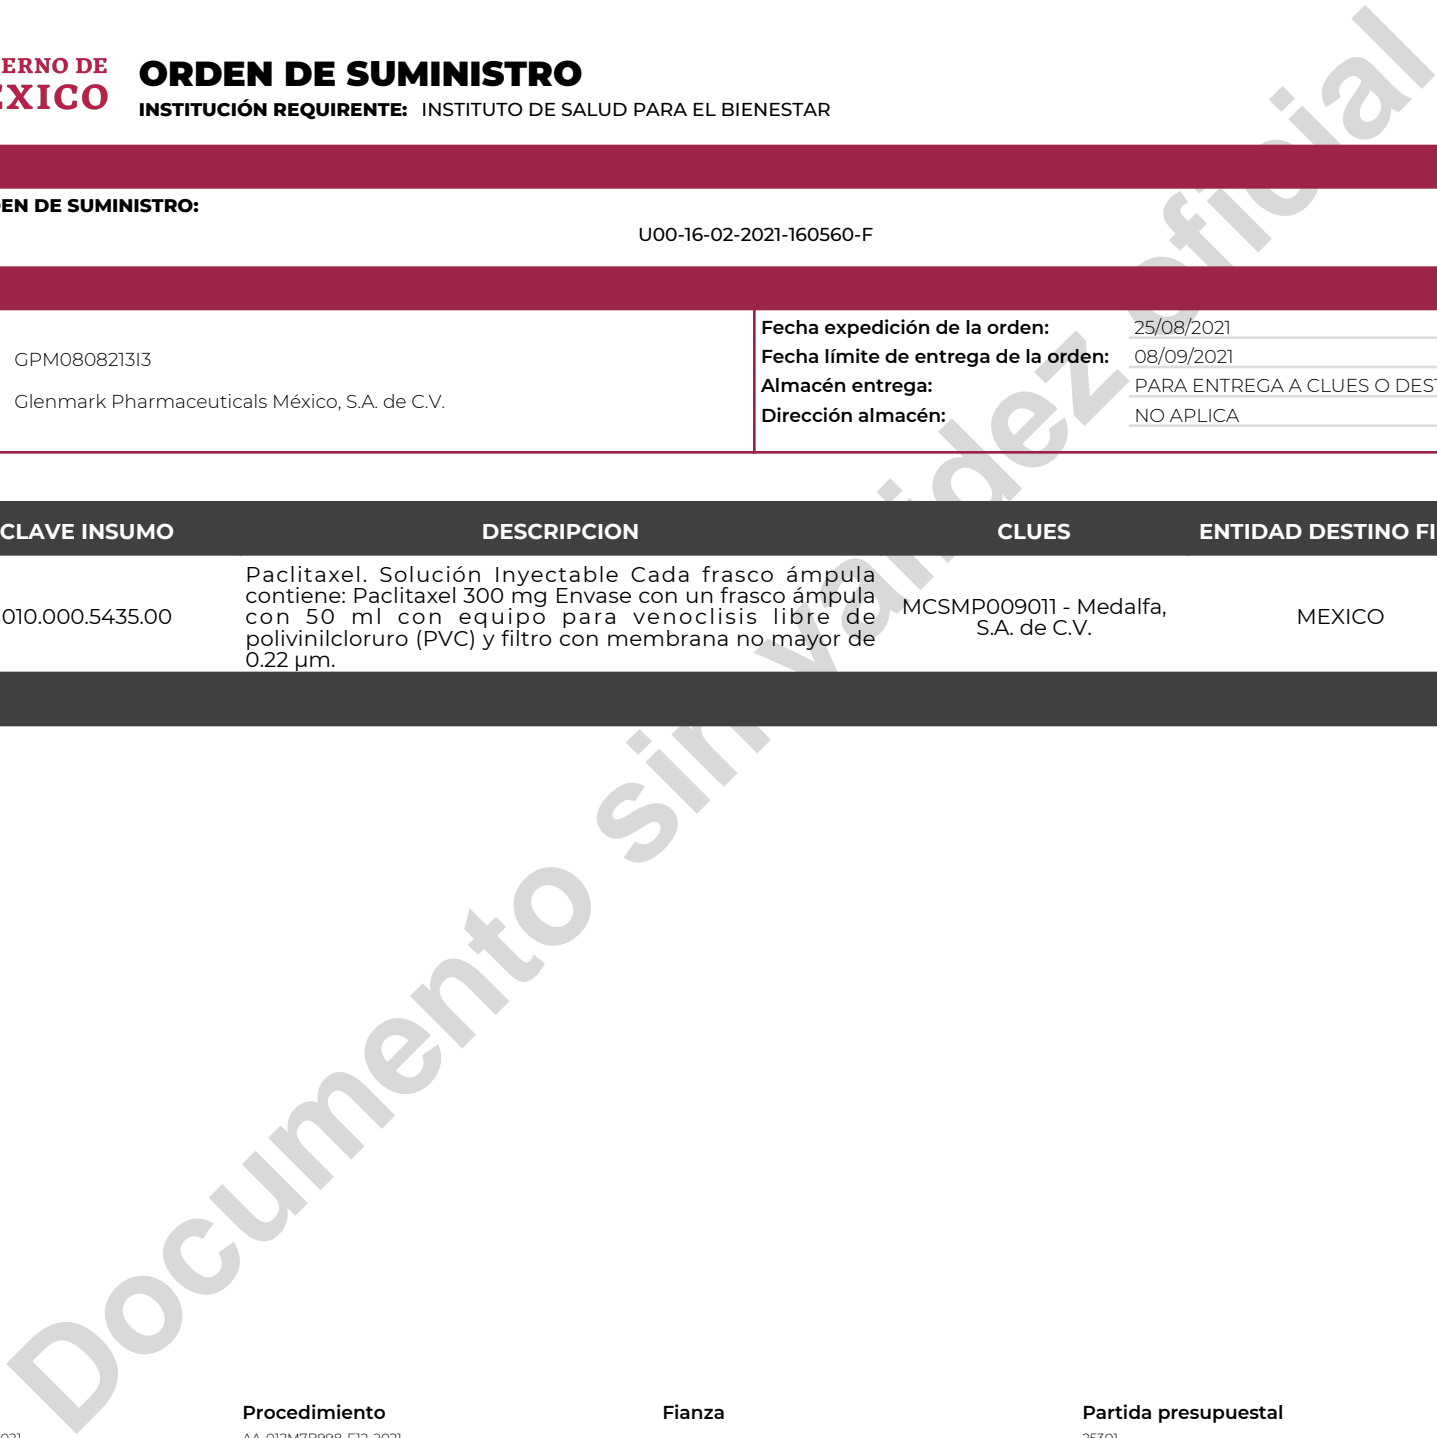 ERNO DE
ÉXICO
ORDEN DE SUMINISTRO
INSTITUCIÓN REQUIRENTE: INSTITUTO DE SALUD PARA EL BIENESTAR
EN DE SUMINISTRO:
U00-16-02-2021-160560-F
GPM0808213I3
Glenmark Pharmaceuticals México, S.A. de C.V.
Fecha expedición de la orden: 25/08/2021
Fecha límite de entrega de la orden: 08/09/2021
Almacén entrega: PARA ENTREGA A CLUES O DEST
Dirección almacén: NO APLICA
CLAVE INSUMO DESCRIPCION CLUES ENTIDAD DESTINO FI
010.000.5435.00
Paclitaxel. Solución Inyectable Cada frasco ámpula
contiene: Paclitaxel 300 mg Envase con un frasco ámpula
con 50 ml con equipo para venoclisis libre de
polivinilcloruro (PVC) y filtro con membrana no mayor de
0.22 µm.
MCSMP009011 - Medalfa,
S.A. de C.V.
MEXICO
Documento sin validez oficial
Procedimiento Fianza Partida presupuestal